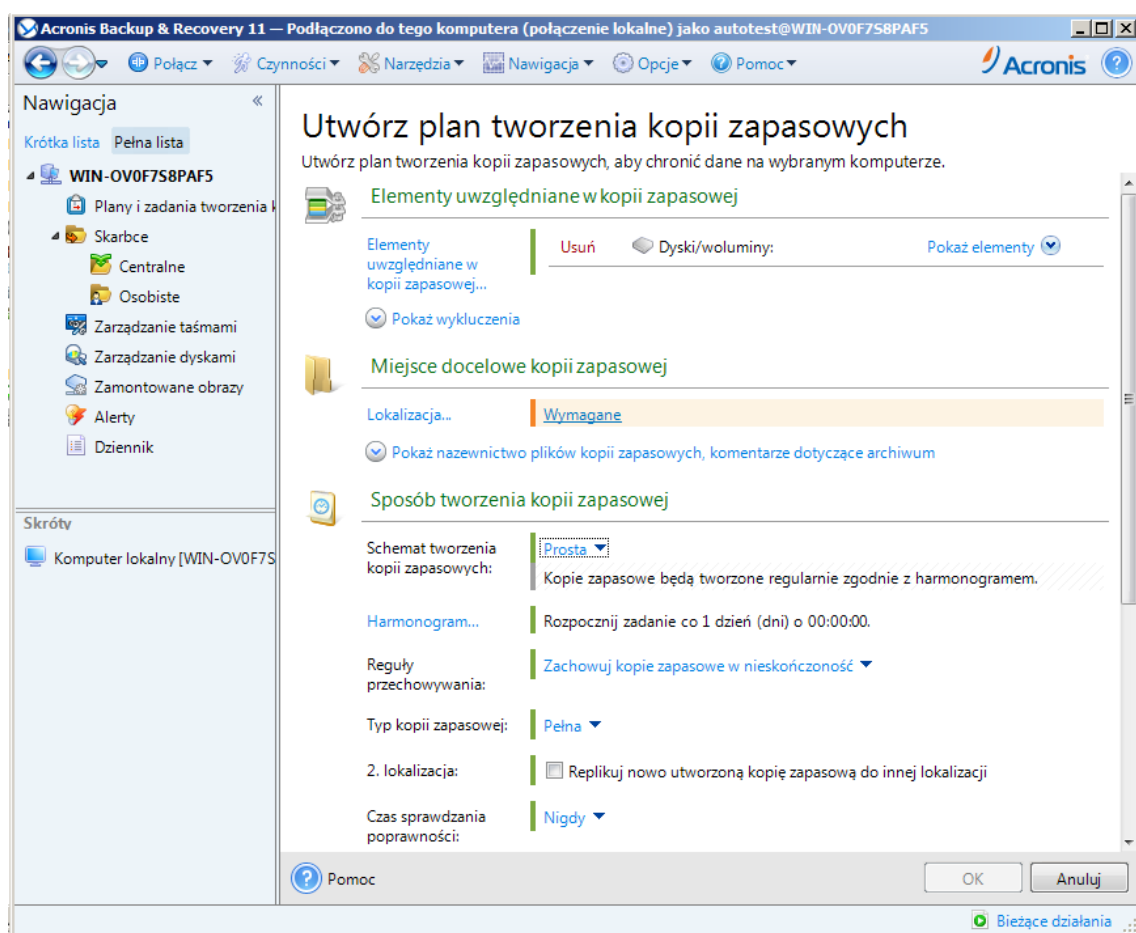 Acronis Backup & Recovery 11 — Podłączono do tego komputera (połączenie lokalne) jako autotest@WIN-OV0F7S8PAF5
Połącz
Czynności
Narzędzia
Nawigacja
Opcje
Pomoc
Acronis
Nawigacja
Krótka lista
Pełna lista
WIN-OV0F7S8PAF5
Plany i zadania tworzenia k
Skarbce
Centralne
Osobiste
Zarządzanie taśmami
Zarządzanie dyskami
Zamontowane obrazy
Alerty
Dziennik
Skróty
Komputer lokalny [WIN-OV0F7S
Utwórz plan tworzenia kopii zapasowych
Utwórz plan tworzenia kopii zapasowych, aby chronić dane na wybranym komputerze.
Elementy uwzględniane w kopii zapasowej
Elementy
uwzględniane w
kopii zapasowej...
Usuń
Dyski/woluminy:
Pokaż elementy
Pokaż wykluczenia
Miejsce docelowe kopii zapasowej
Lokalizacja...
Wymagane
Pokaż nazewnictwo plików kopii zapasowych, komentarze dotyczące archiwum
Sposób tworzenia kopii zapasowej
Schemat tworzenia
kopii zapasowych:
Prosta
Kopie zapasowe będą tworzone regularnie zgodnie z harmonogramem.
Harmonogram...
Rozpocznij zadanie co 1 dzień (dni) o 00:00:00.
Reguły
przechowywania:
Zachowuj kopie zapasowe w nieskończoność
Typ kopii zapasowej:
Pełna
2. lokalizacja:
Replikuj nowo utworzoną kopię zapasową do innej lokalizacji
Czas sprawdzania
poprawności:
Nigdy
Pomoc
OK
Anuluj
Bieżące działania